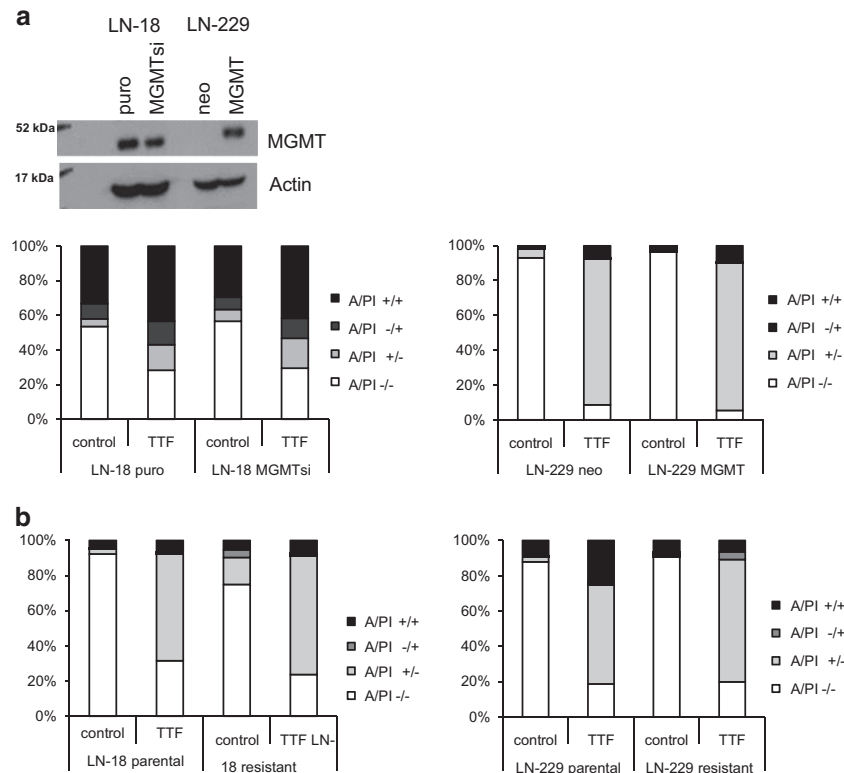 a
LN-18 LN-229
puro MGMTsi neo MGMT
52 kDa MGMT
17 kDa Actin
100%
80%
60%
40%
20%
0%
A/PI +/+
A/PI -/+
A/PI +/-
A/PI -/-
control TTF control TTF
LN-18 puro LN-18 MGMTsi
100%
80%
60%
40%
20%
0%
A/PI +/+
A/PI -/+
A/PI +/-
A/PI -/-
control TTF control TTF
LN-229 neo LN-229 MGMT
b
100%
80%
60%
40%
20%
0%
A/PI +/+
A/PI -/+
A/PI +/-
A/PI -/-
control TTF control TTF LN-
LN-18 parental 18 resistant
100%
80%
60%
40%
20%
0%
A/PI +/+
A/PI -/+
A/PI +/-
A/PI -/-
control TTF control TTF
LN-229 parental LN-229 resistant